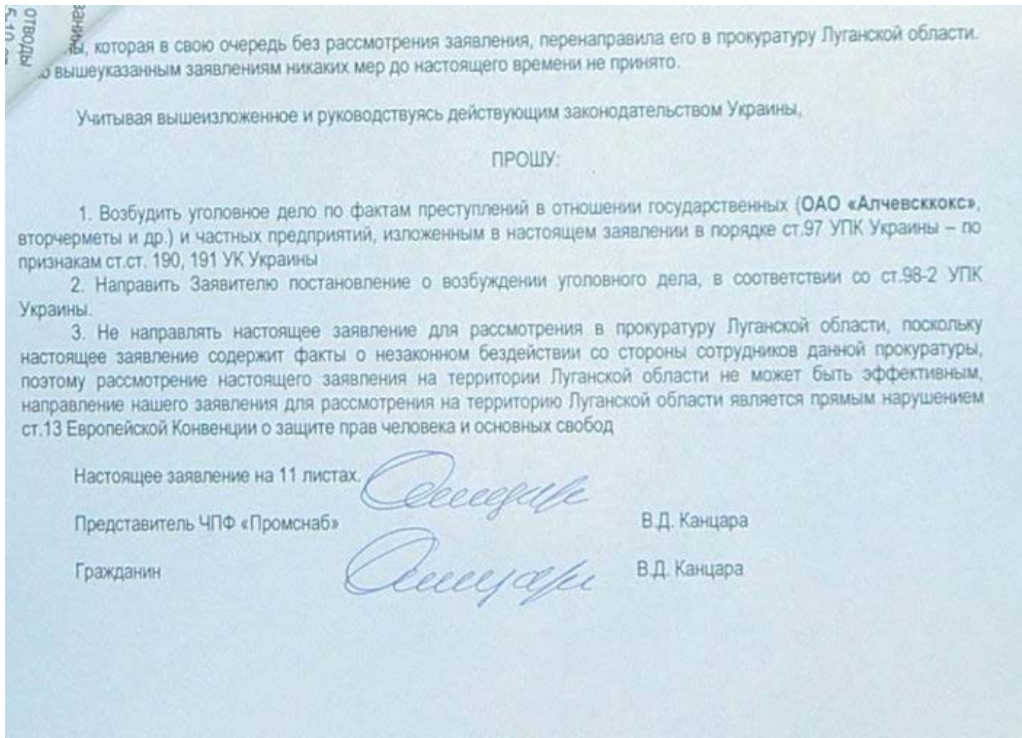 отводы
которая в свою очередь без рассмотрения заявления, перенаправила его в прокуратуру Луганской области.
вышеуказанным заявлениям никаких мер до настоящего времени не принято.
Учитывая вышеизложенное и руководствуясь действующим законодательством Украины,
ПРОШУ:
1. Возбудить уголовное дело по фактам преступлений в отношении государственных (ОАО «Алчевсккокс»,
вторчерметы и др.) и частных предприятий, изложенным в настоящем заявлении в порядке ст.97 УПК Украины – по
признакам ст.ст. 190, 191 УК Украины
2. Направить Заявителю постановление о возбуждении уголовного дела, в соответствии со ст.98-2 УПК
Украины.
3. Не направлять настоящее заявление для рассмотрения в прокуратуру Луганской области, поскольку
настоящее заявление содержит факты о незаконном бездействии со стороны сотрудников данной прокуратуры,
поэтому рассмотрение настоящего заявления на территории Луганской области не может быть эффективным,
направление нашего заявления для рассмотрения на территорию Луганской области является прямым нарушением
ст.13 Европейской Конвенции о защите прав человека и основных свобод
Настоящее заявление на 11 листах.
Представитель ЧПФ «Промснаб» В.Д. Канцара
Гражданин В.Д. Канцара